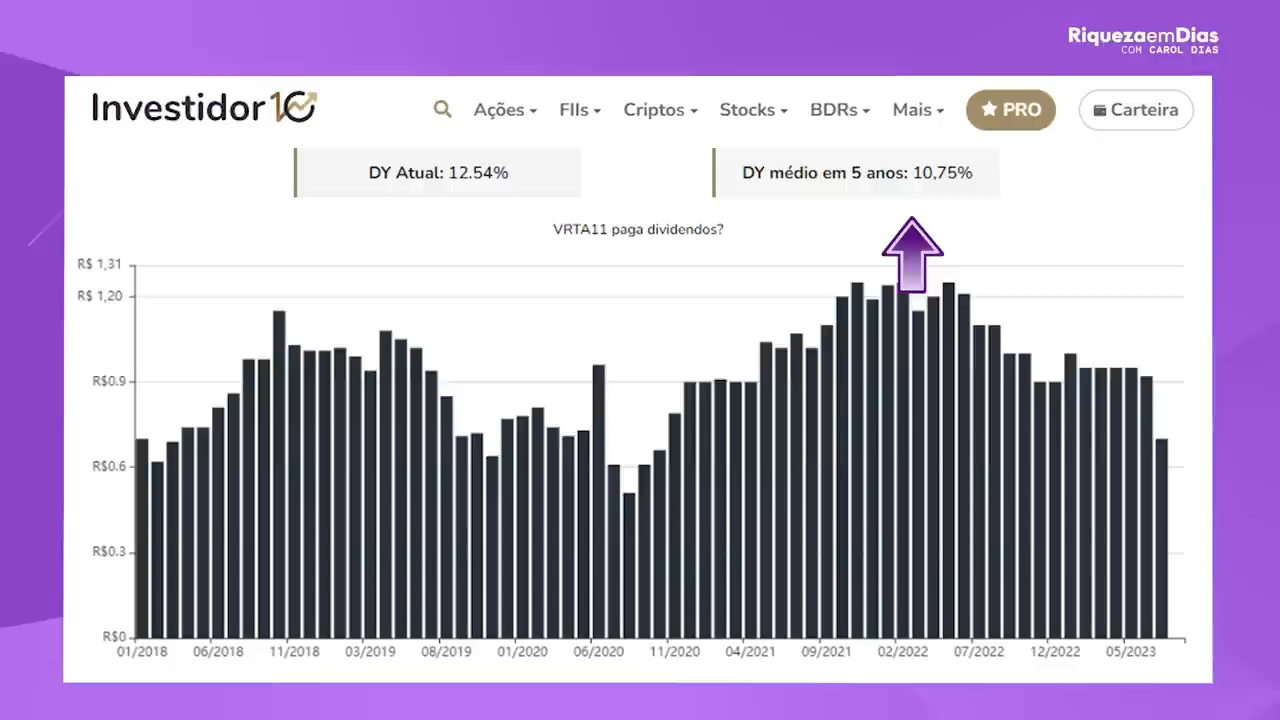 RiquezaemDias
COM CAROL DIAS
Investidor 10
Ações
FIIs
Criptos
Stocks
BDRs
Mais
PRO
Carteira
DY Atual: 12.54%
DY médio em 5 anos: 10,75%
VRTA11 paga dividendos?
R$ 1,31
R$ 1,20
R$0.9
R$0.6
R$0.3
R$0
01/2018 06/2018 11/2018 03/2019 08/2019 01/2020 06/2020 11/2020 04/2021 09/2021 02/2022 07/2022 12/2022 05/2023